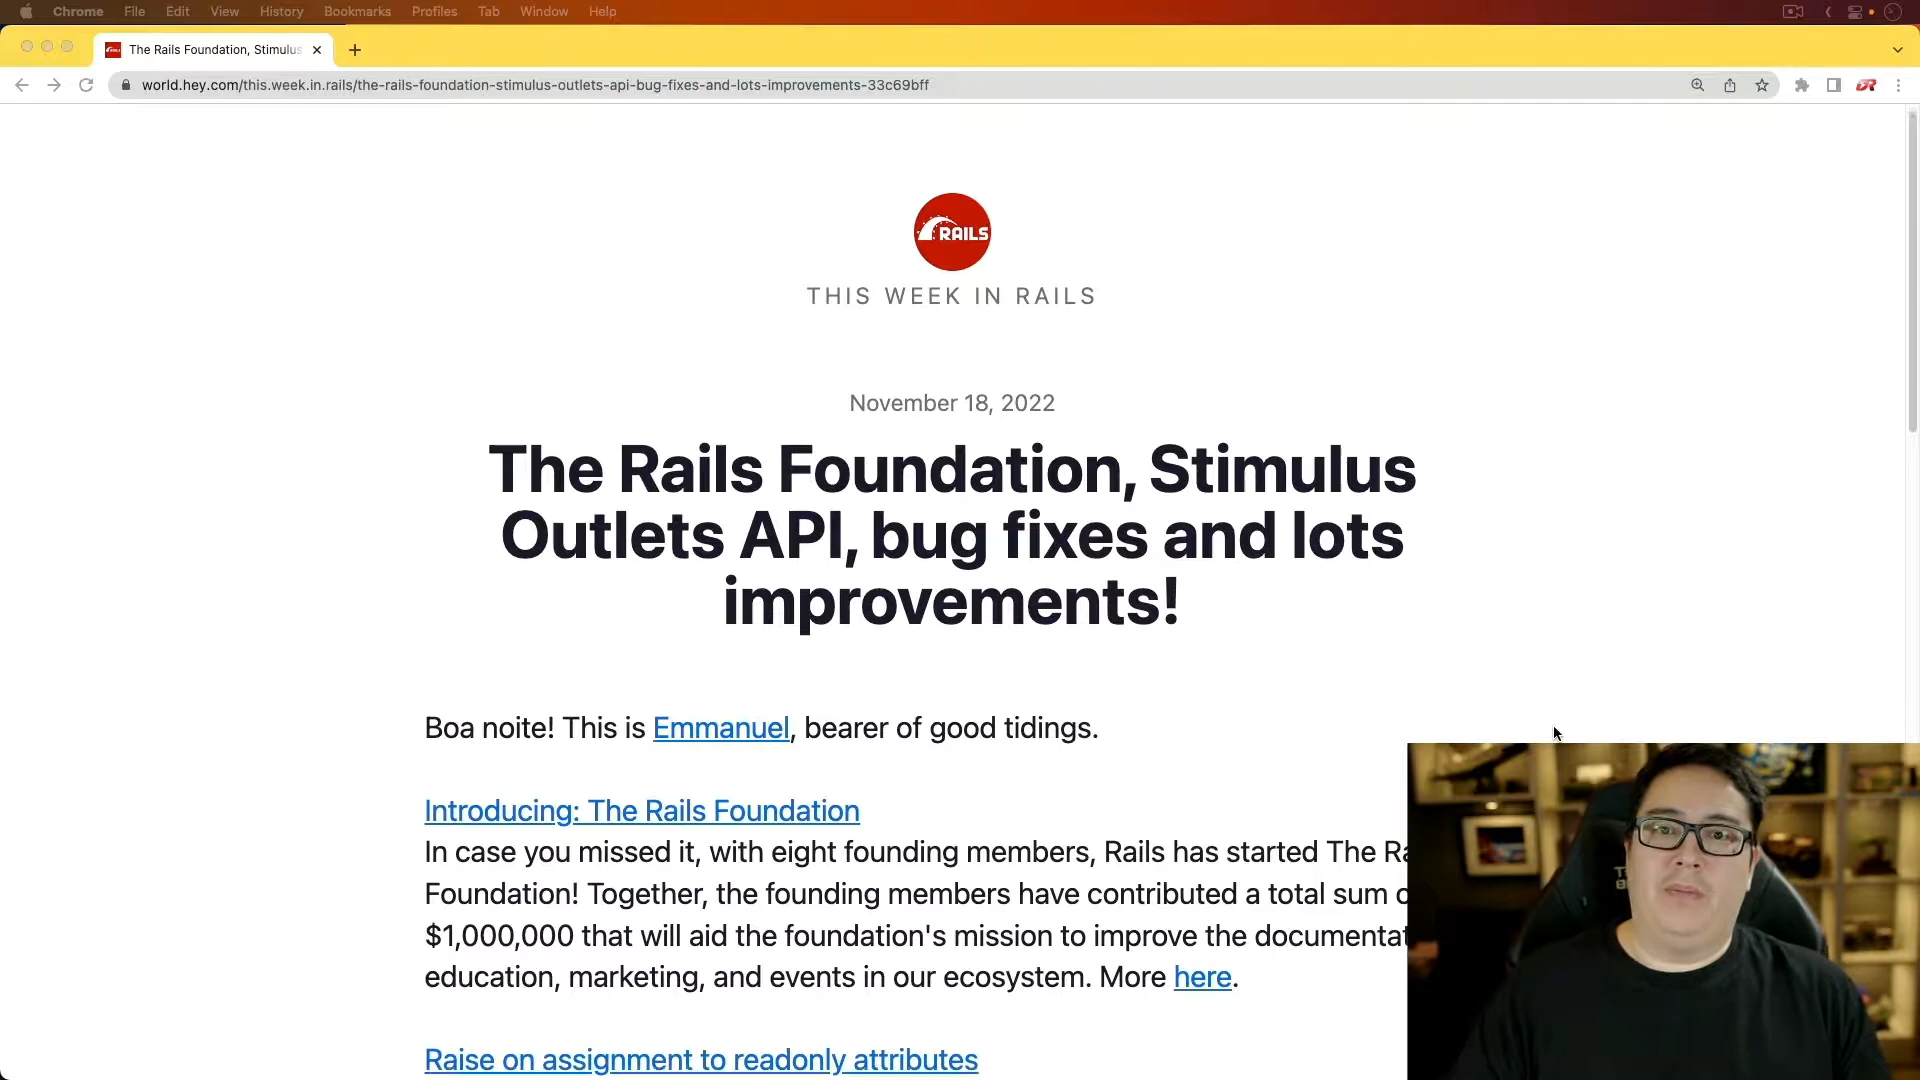 Chrome File Edit View History Bookmarks Profiles Tab Window Help
The Rails Foundation, Stimulus
world.hey.com/this.week.in.rails/the-rails-foundation-stimulus-outlets-api-bug-fixes-and-lots-improvements-33c69bff
RAILS
THIS WEEK IN RAILS
November 18, 2022
The Rails Foundation, Stimulus
Outlets API, bug fixes and lots
improvements!
Boa noite! This is Emmanuel, bearer of good tidings.
Introducing: The Rails Foundation
In case you missed it, with eight founding members, Rails has started The Ra
Foundation! Together, the founding members have contributed a total sum o
$1,000,000 that will aid the foundation's mission to improve the documentat
education, marketing, and events in our ecosystem. More here.
Raise on assignment to readonly attributes